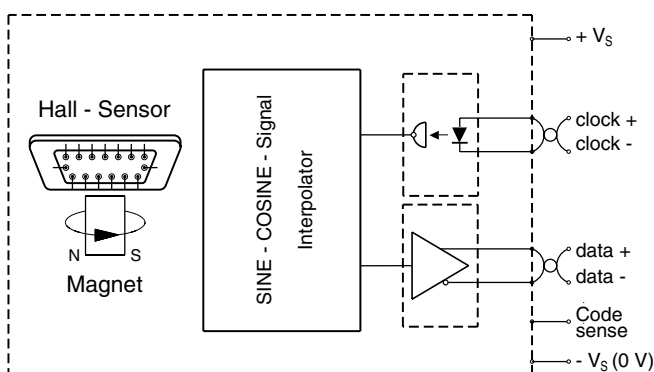 Hall - Sensor
N
S
Magnet
SINE - COSINE - Signal
Interpolator
+ VS
clock +
clock -
data +
data -
Code
sense
- VS (0 V)